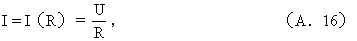 I = I (R) = U/R , (A. 16)